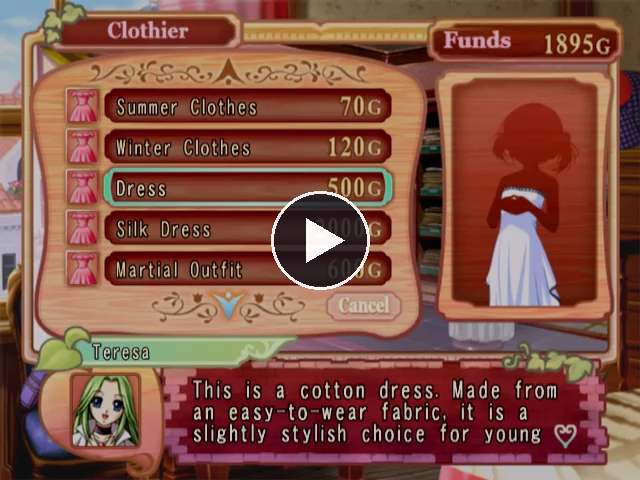 Clothier
Funds 1895G
Summer Clothes 70G
Winter Clothes 120G
Dress 500G
Silk Dress
Martial Outfit
Cancel
Teresa
This is a cotton dress. Made from
an easy-to-wear fabric, it is a
slightly stylish choice for young